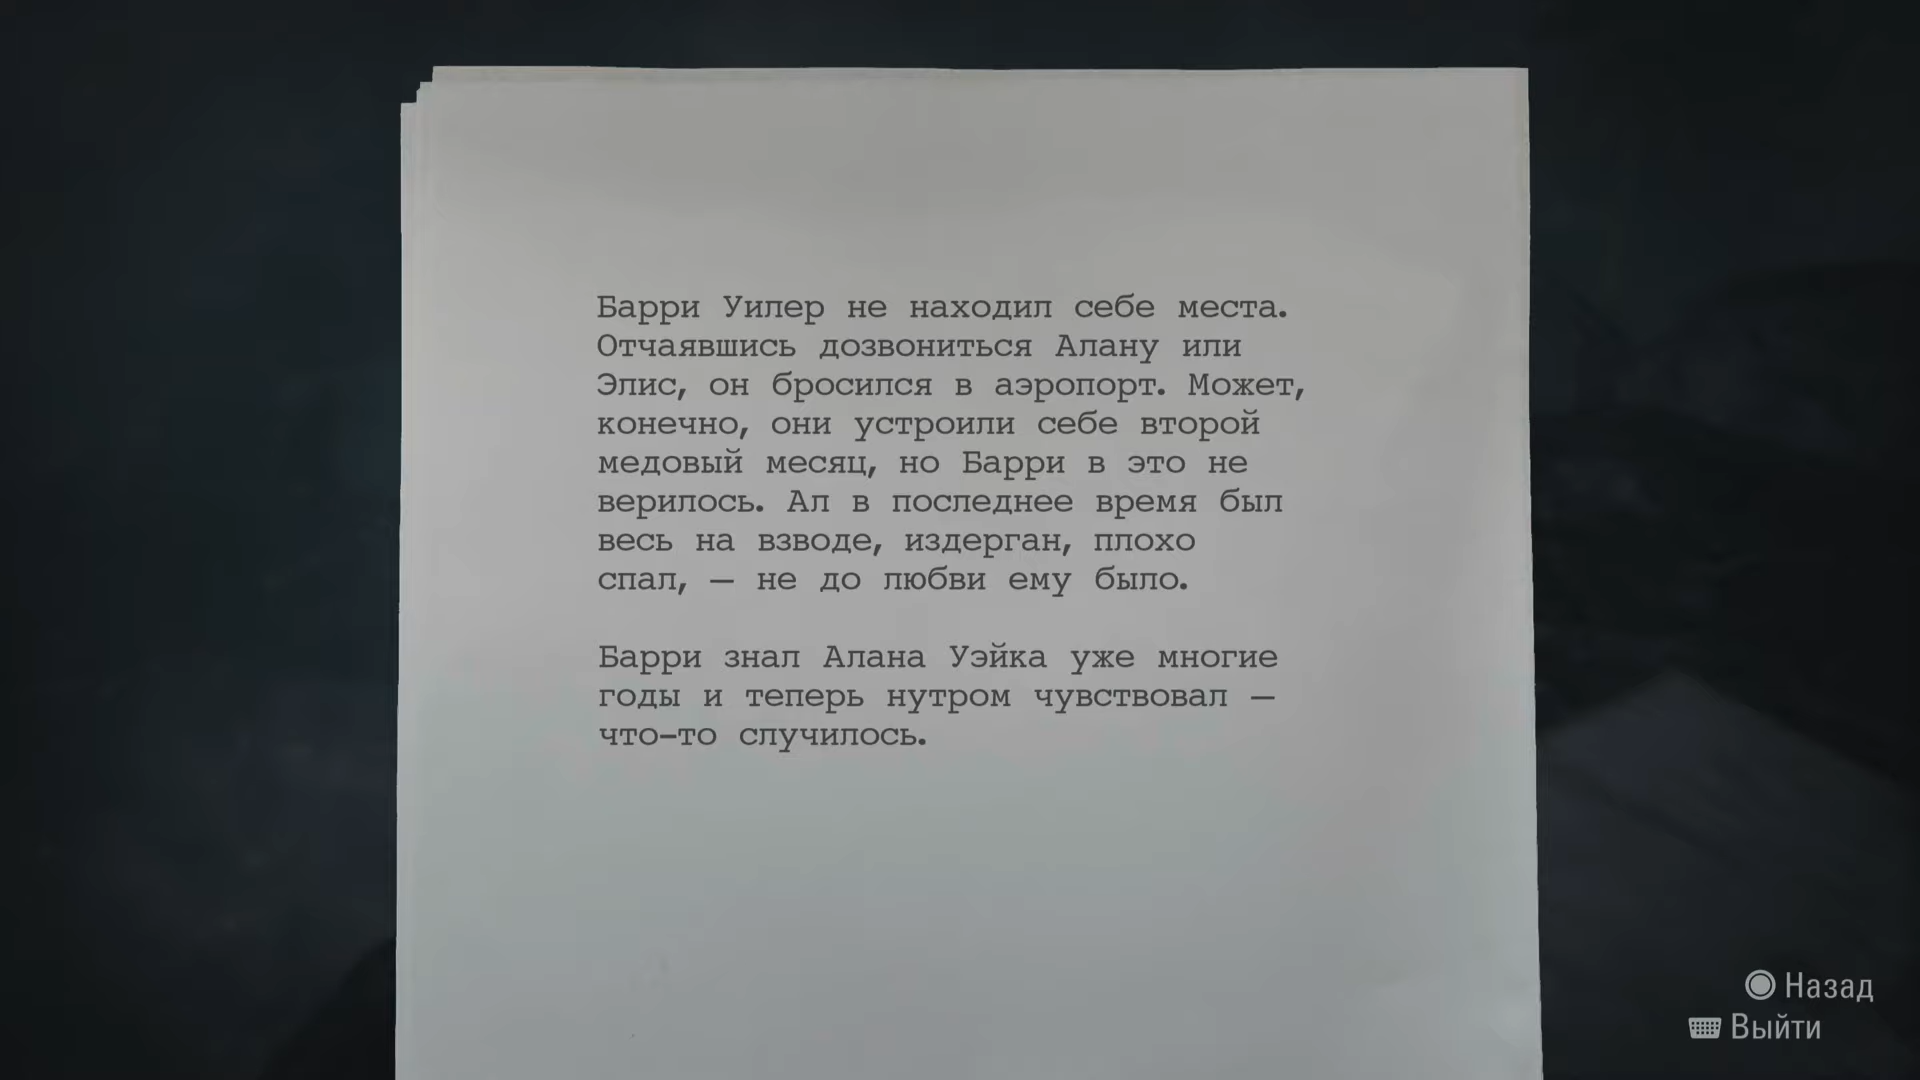 Барри Уилер не находил себе места.
Отчаявшись дозвониться Алану или
Элис, он бросился в аэропорт. Может,
конечно, они устроили себе второй
медовый месяц, но Барри в это не
верилось. Ал в последнее время был
весь на взводе, издерган, плохо
спал, — не до любви ему было.
Барри знал Алана Уэйка уже многие
годы и теперь нутром чувствовал —
что-то случилось.
Назад
Выйти